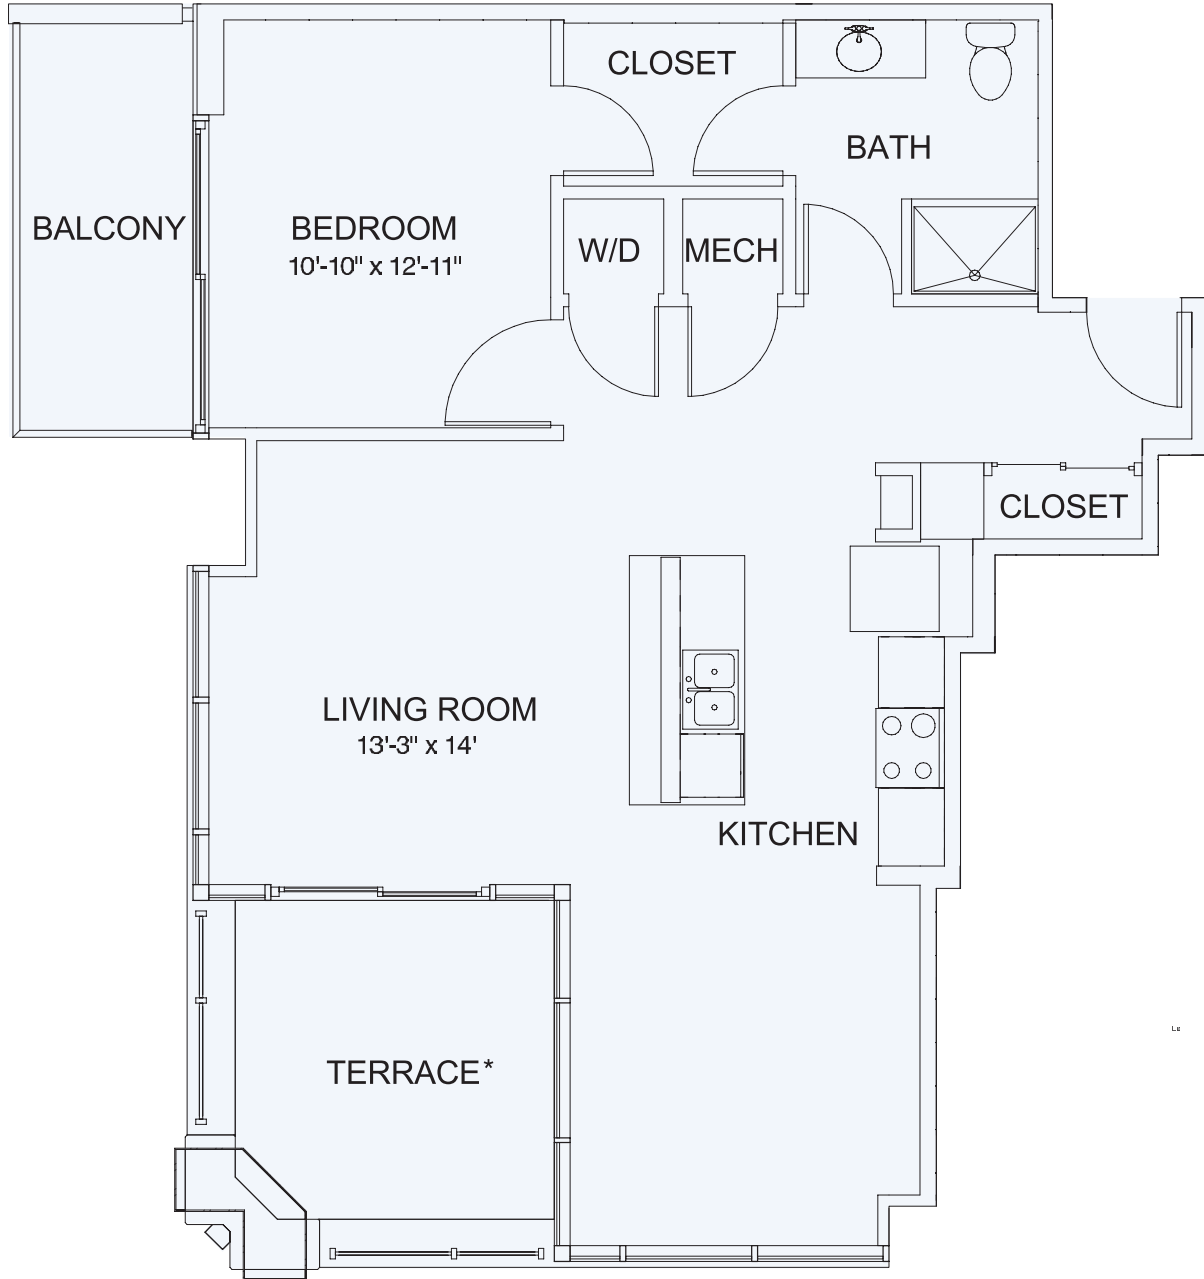 CLOSET
BATH
BALCONY
BEDROOM
10'-10" x 12'-11"
W/D
MECH
CLOSET
LIVING ROOM
13'-3" x 14'
KITCHEN
TERRACE*